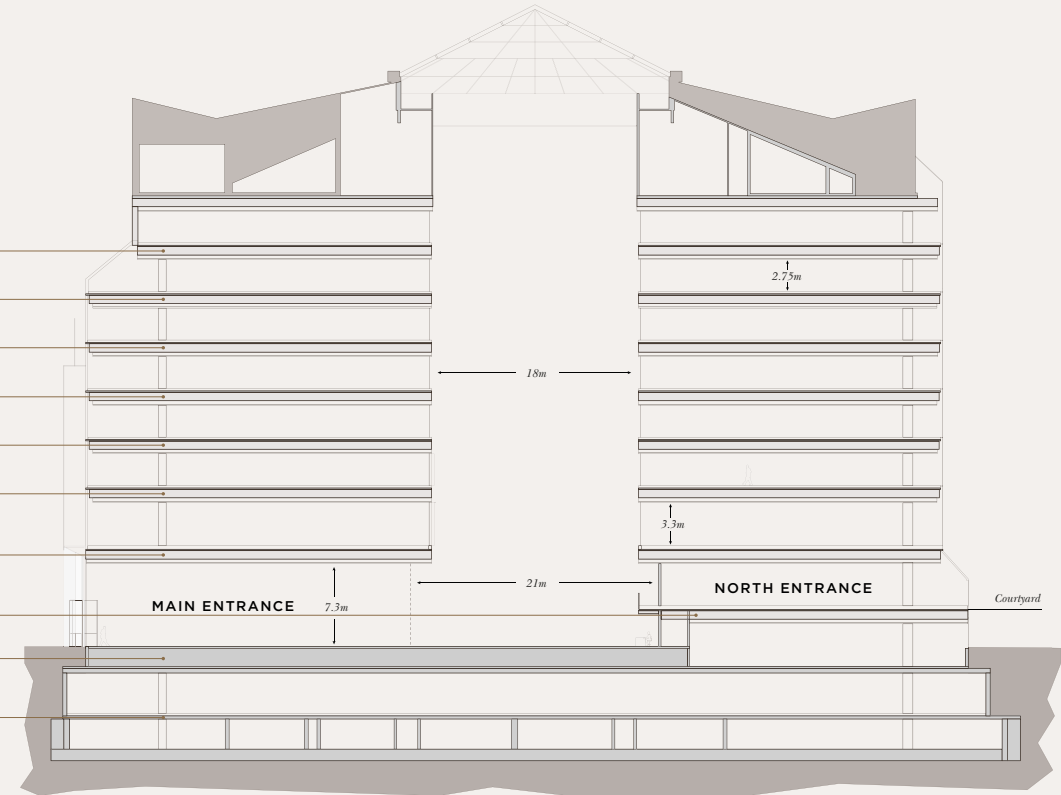 2.75m
18m
3.3m
21m
NORTH ENTRANCE
Courtyard
MAIN ENTRANCE
7.3m